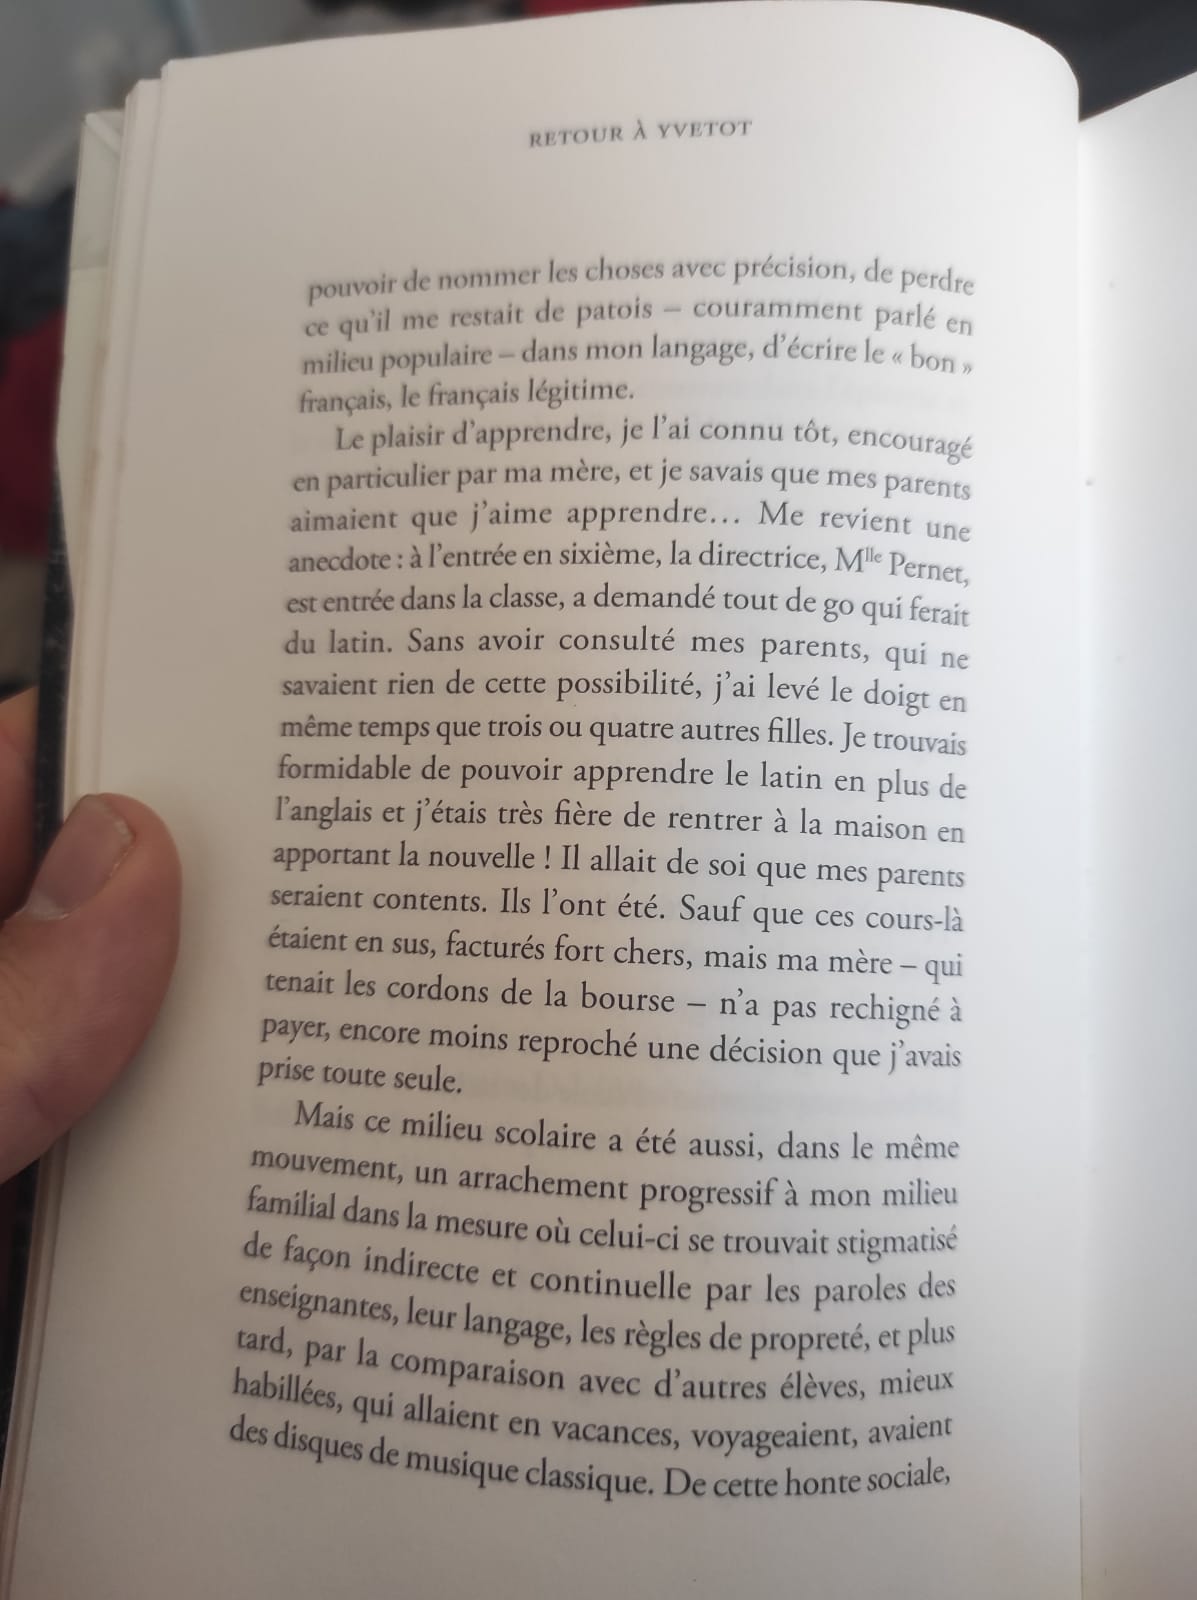 RETOUR À YVETOT
pouvoir de nommer les choses avec précision, de perdre
ce qu'il me restait de patois – couramment parlé en
milieu populaire – dans mon langage, d'écrire le « bon »
français, le français légitime.
Le plaisir d'apprendre, je l'ai connu tôt, encouragé
en particulier par ma mère, et je savais que mes parents
aimaient que j'aime apprendre… Me revient une
anecdote : à l'entrée en sixième, la directrice, Mlle Pernet,
est entrée dans la classe, a demandé tout de go qui ferait
du latin. Sans avoir consulté mes parents, qui ne
savaient rien de cette possibilité, j'ai levé le doigt en
même temps que trois ou quatre autres filles. Je trouvais
formidable de pouvoir apprendre le latin en plus de
l'anglais et j'étais très fière de rentrer à la maison en
apportant la nouvelle ! Il allait de soi que mes parents
seraient contents. Ils l'ont été. Sauf que ces cours-là
étaient en sus, facturés fort chers, mais ma mère – qui
tenait les cordons de la bourse – n'a pas rechigné à
payer, encore moins reproché une décision que j'avais
prise toute seule.
Mais ce milieu scolaire a été aussi, dans le même
mouvement, un arrachement progressif à mon milieu
familial dans la mesure où celui-ci se trouvait stigmatisé
de façon indirecte et continuelle par les paroles des
enseignantes, leur langage, les règles de propreté, et plus
tard, par la comparaison avec d'autres élèves, mieux
habillées, qui allaient en vacances, voyageaient, avaient
des disques de musique classique. De cette honte sociale,